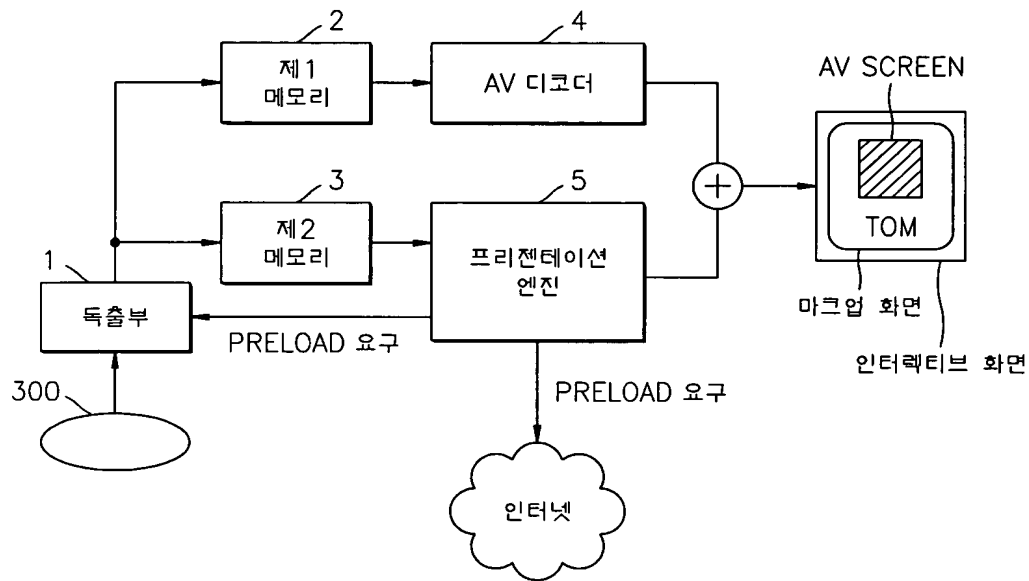 2
제1
메모리
4
AV 디코더
AV SCREEN
TOM
3
제2
메모리
5
프리젠테이션
엔진
마크업 화면
인터렉티브 화면
1
독출부
PRELOAD 요구
PRELOAD 요구
300
인터넷